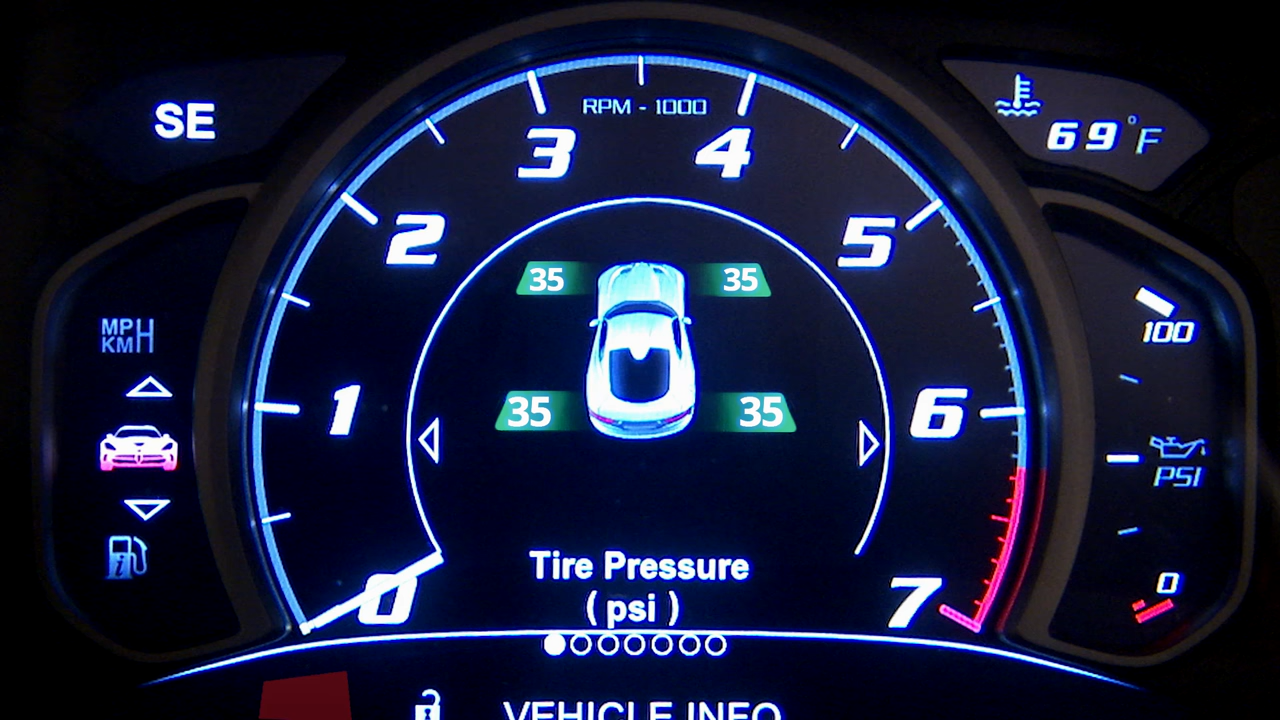 SE
RPM - 1000
69°F
3
4
2
5
35
35
100
MPH
KMH
1
35
35
6
PSI
Tire Pressure
( psi )
0
7
0
VEHICLE INFO